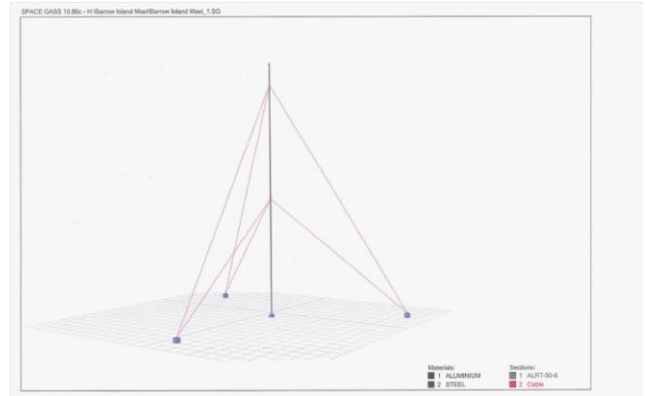 SPACE GASS 10.85c - H:\Barrow Island Mast\Barrow Island Mast_1.SG
Materials:
1 ALUMINIUM
2 STEEL
Sections:
1 ALRT-50-6
2 Cable